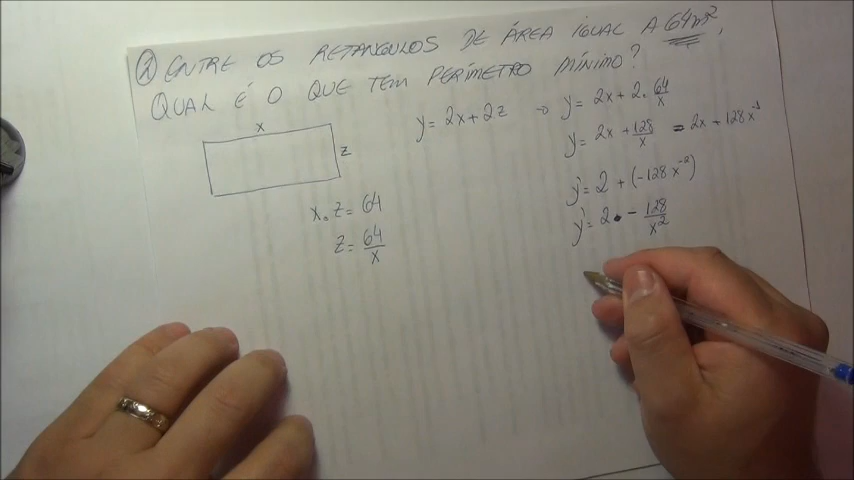 1) ENTRE OS RETANGULOS DE ÁREA IGUAL A 64m²,
QUAL É O QUE TEM PERÍMETRO MÍNIMO?
x
z
x.z = 64
z = 64/x
y = 2x + 2z → y = 2x + 2.64/x
y = 2x + 128/x = 2x + 128x⁻¹
y' = 2 + (-128x⁻²)
y' = 2 - 128/x²